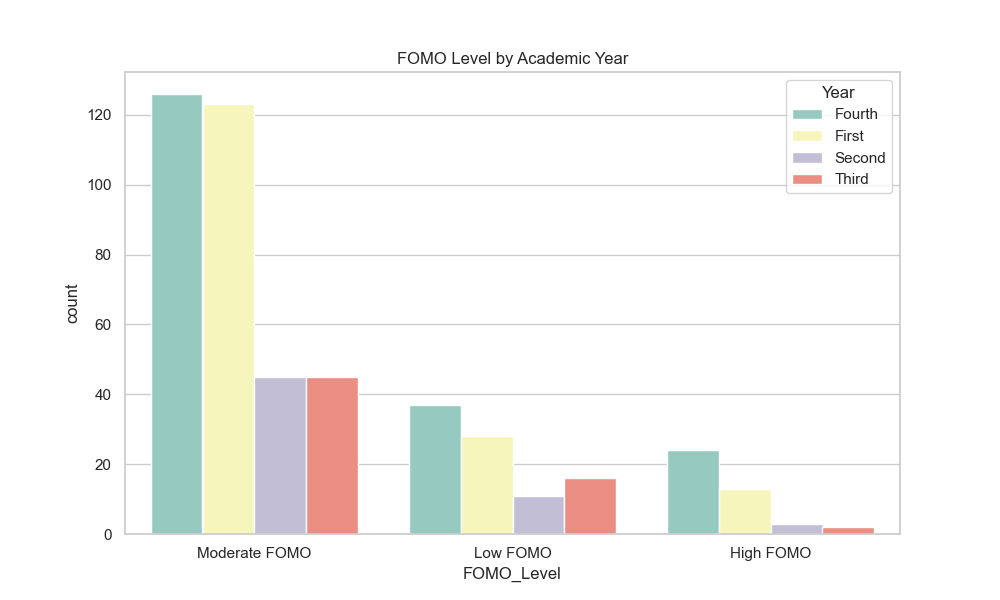 FOMO Level by Academic Year
Year
Fourth
First
Second
Third
count
120
100
80
60
40
20
0
Moderate FOMO
Low FOMO
High FOMO
FOMO_Level